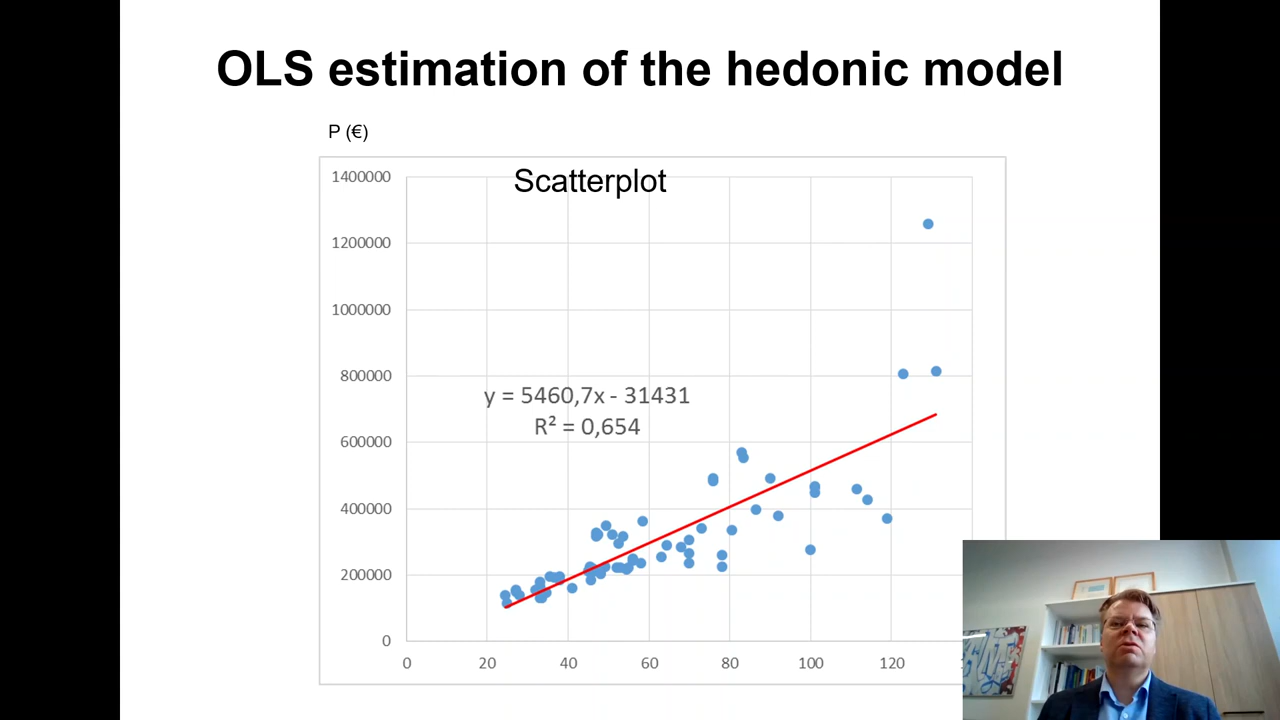 OLS estimation of the hedonic model
P (€)
Scatterplot
1400000
1200000
1000000
800000
y = 5460,7x - 31431
R² = 0,654
600000
400000
200000
0
0 20 40 60 80 100 120